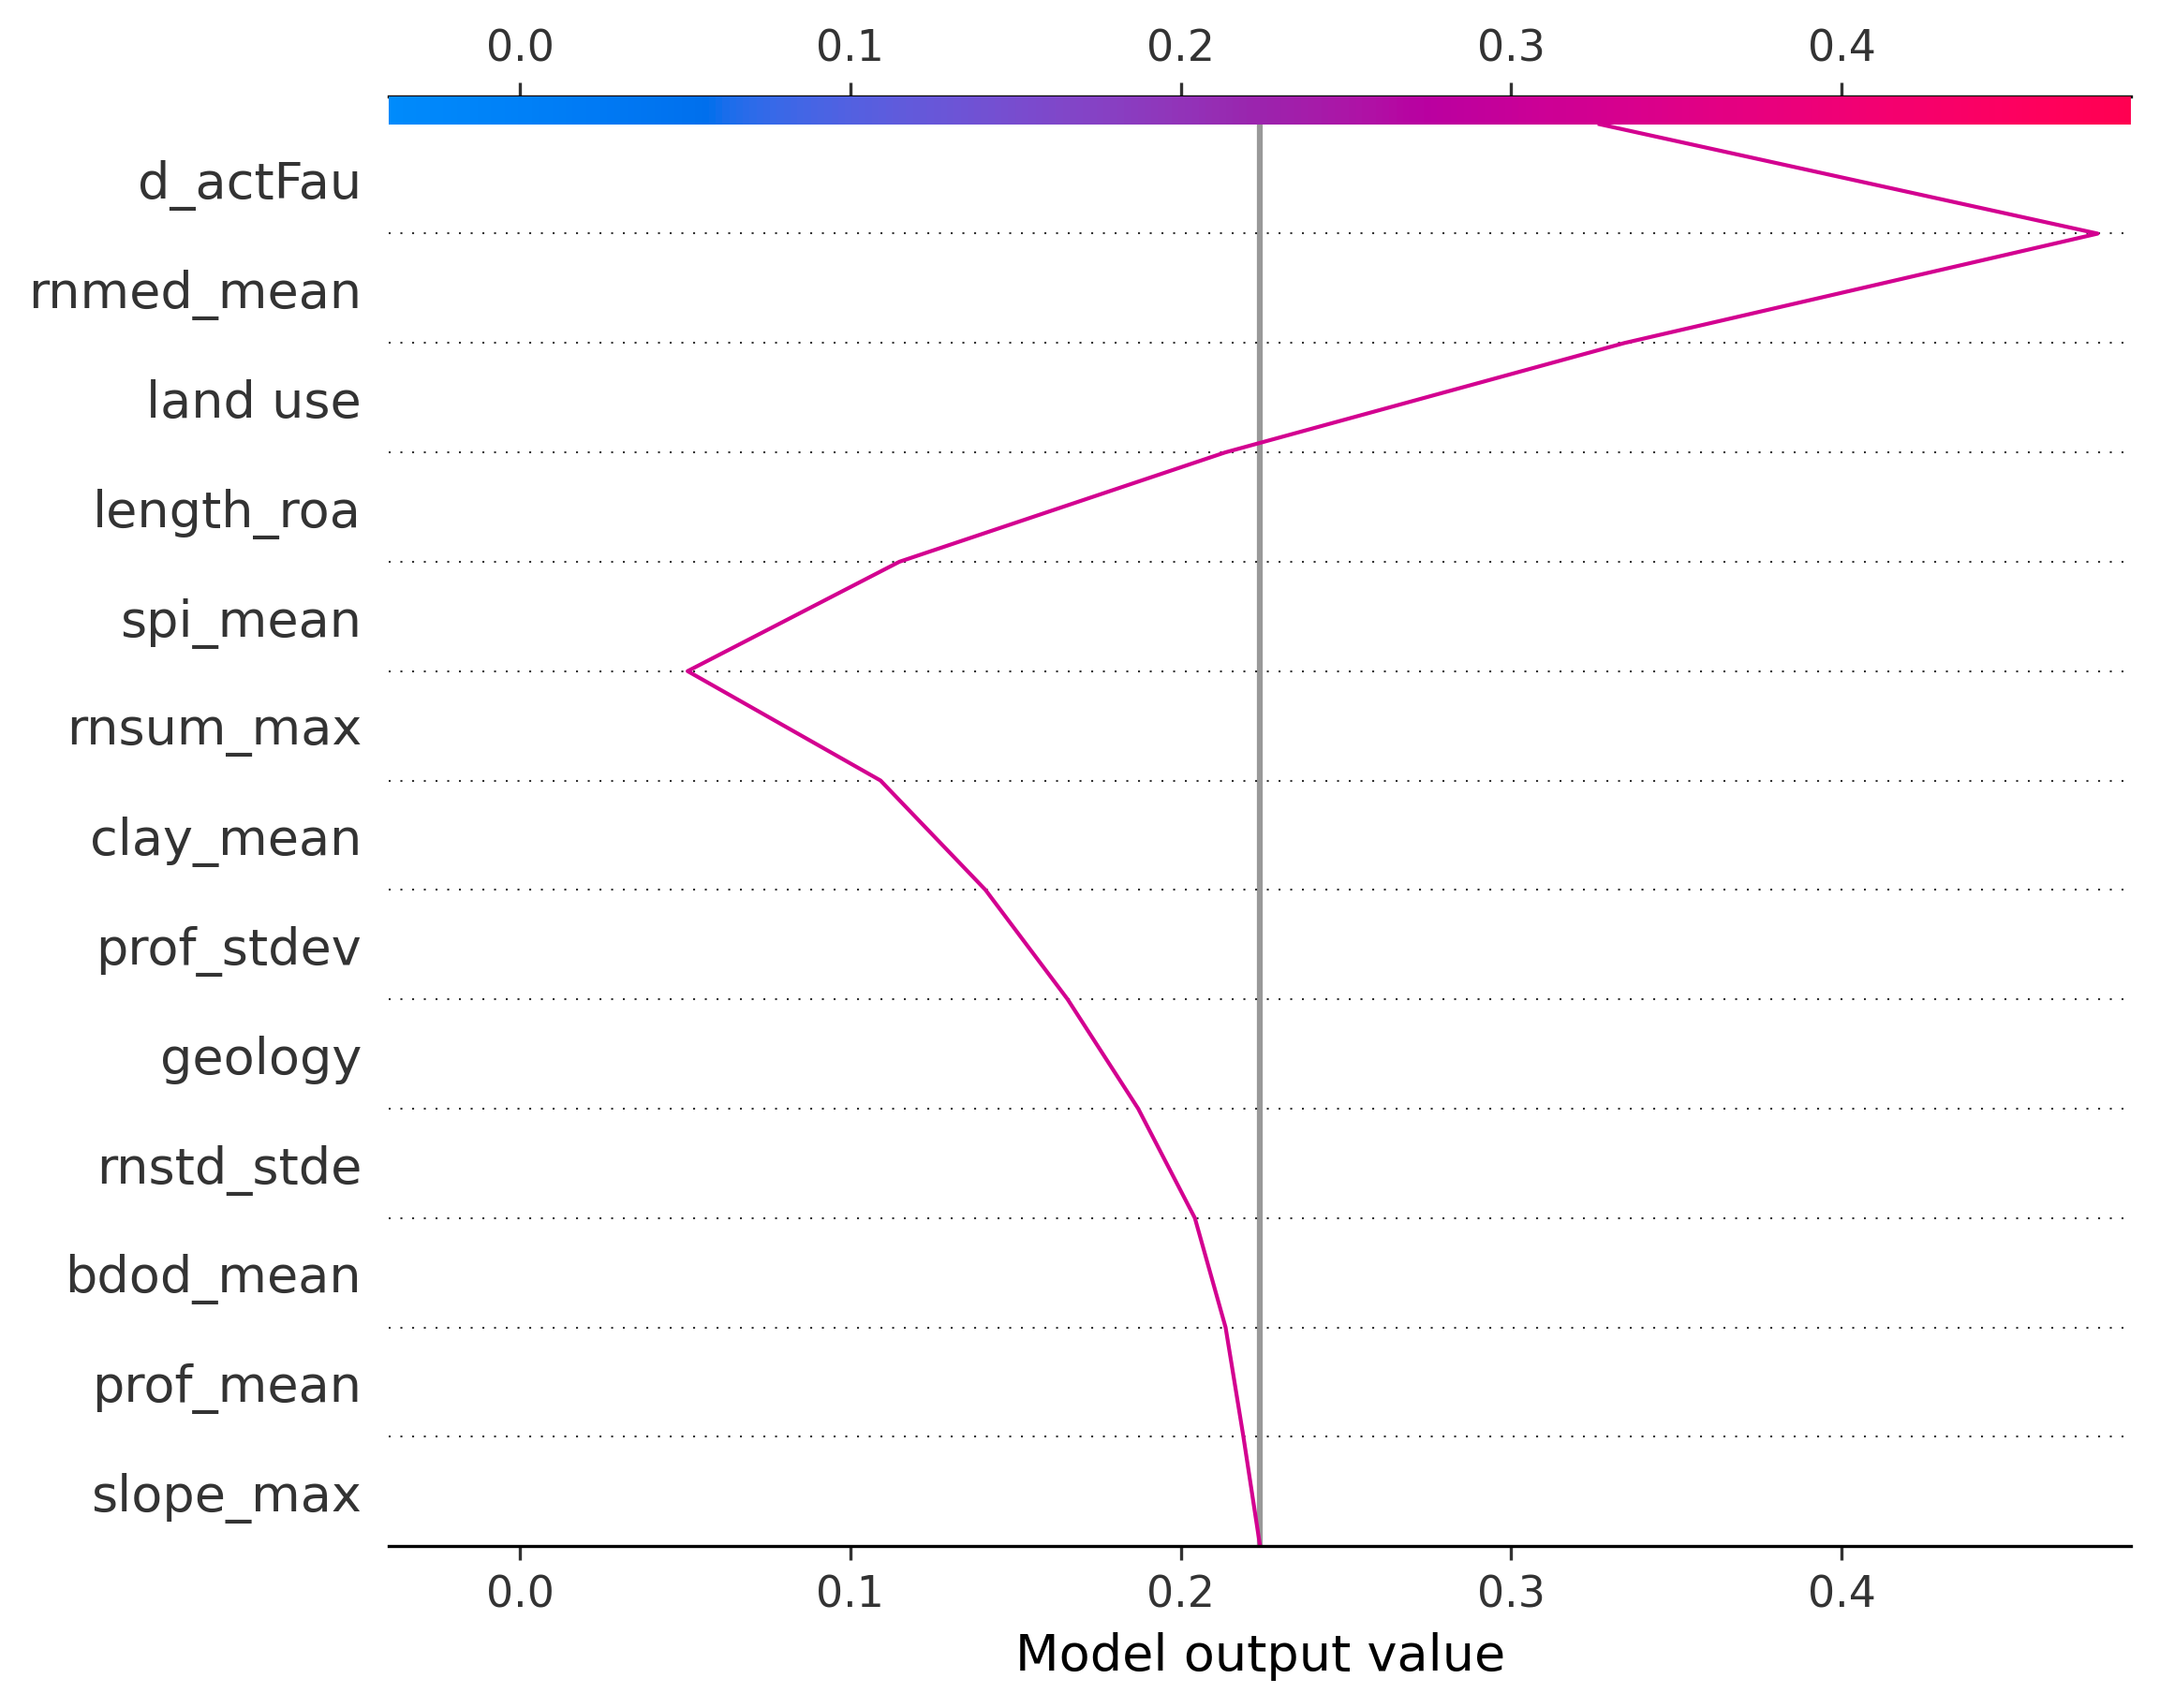 0.0 0.1 0.2 0.3 0.4
d_actFau
rnmed_mean
land use
length_roa
spi_mean
rnsum_max
clay_mean
prof_stdev
geology
rnstd_stde
bdod_mean
prof_mean
slope_max
0.0 0.1 0.2 0.3 0.4
Model output value